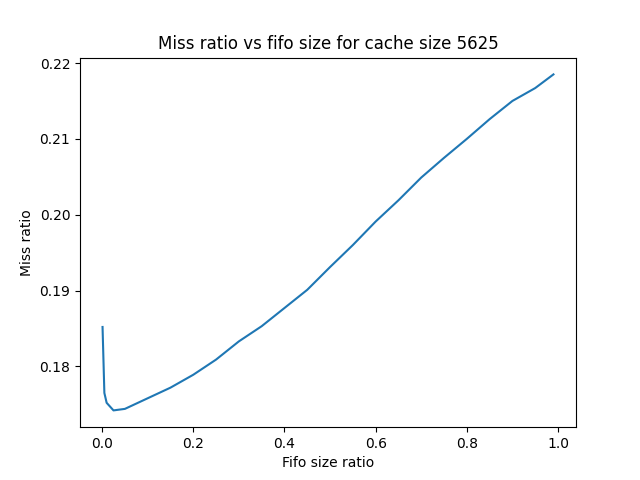 Miss ratio vs fifo size for cache size 5625
0.22
0.21
0.20
0.19
0.18
Miss ratio
0.0 0.2 0.4 0.6 0.8 1.0
Fifo size ratio